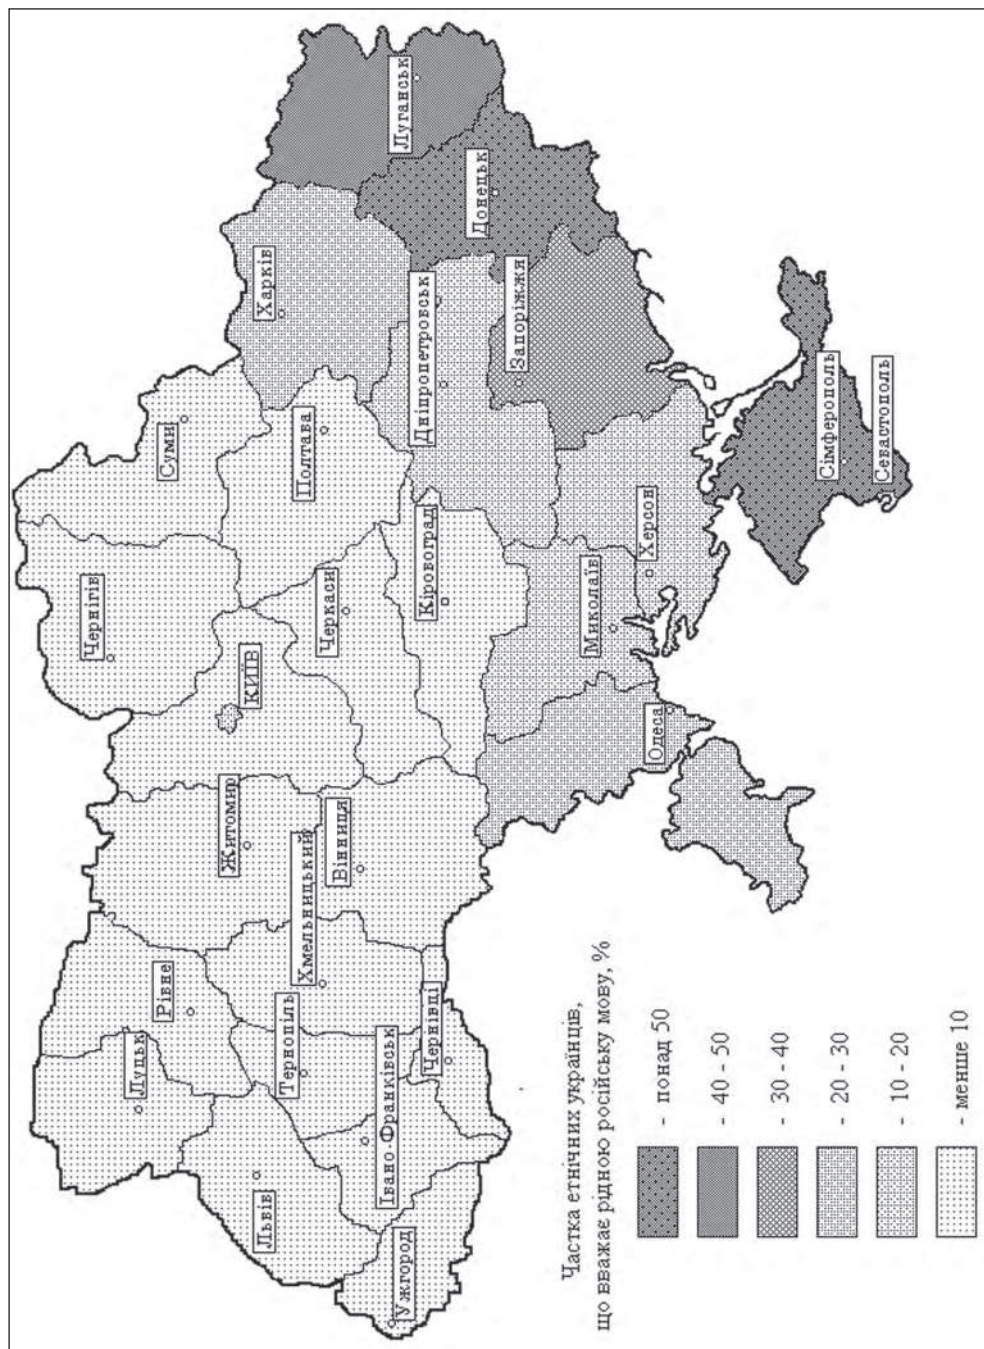 Чернігів
Суми
Луцьк
Рівне
Житомир
КИЇВ
Харків
Львів
Тернопіль
Хмельницький
Вінниця
Черкаси
Полтава
Луганськ
Ужгород
Івано-Франківськ
Чернівці
Кіровоград
Дніпропетровськ
Донецьк
Запоріжжя
Миколаїв
Херсон
Одеса
Сімферополь
Севастополь
Частка етнічних українців,
що вважає рідною російську мову, %
- понад 50
- 40 - 50
- 30 - 40
- 20 - 30
- 10 - 20
- менше 10